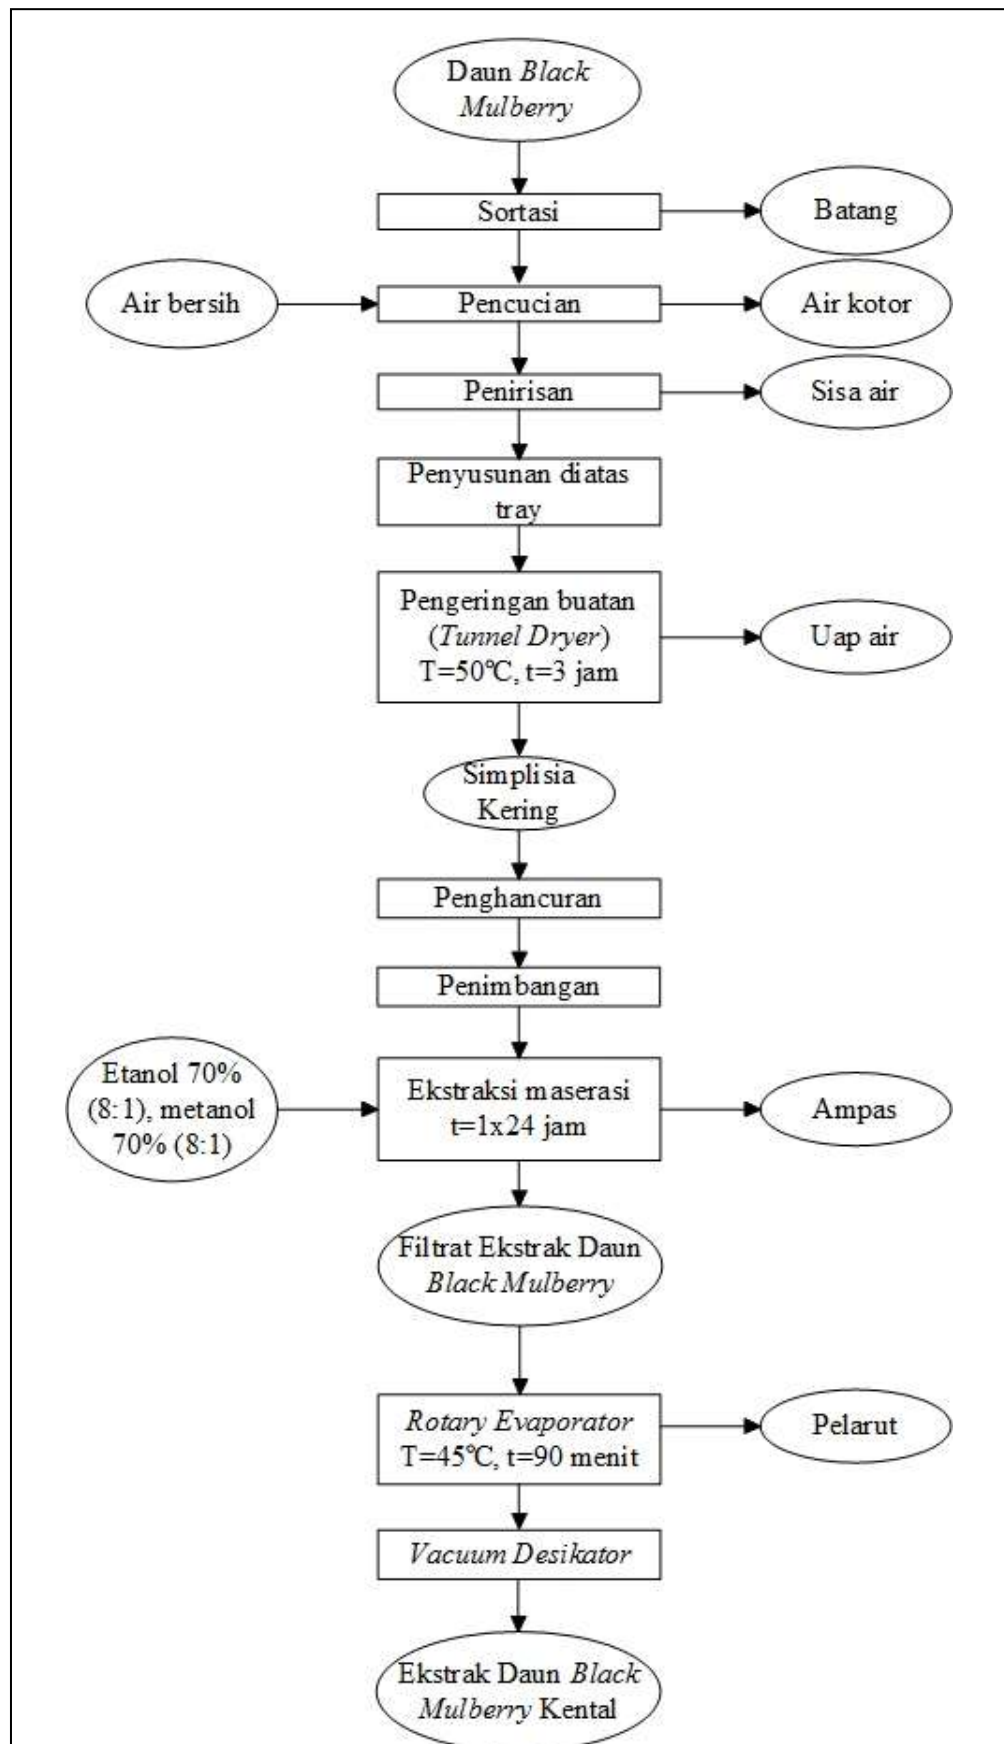 Daun Black
Mulberry
Sortasi
Batang
Air bersih
Pencucian
Air kotor
Penirisan
Sisa air
Penyusunan diatas
tray
Pengeringan buatan
(Tunnel Dryer)
T=50℃, t=3 jam
Uap air
Simplisia
Kering
Penghancuran
Penimbangan
Etanol 70%
(8:1), metanol
70% (8:1)
Ekstraksi maserasi
t=1x24 jam
Ampas
Filtrat Ekstrak Daun
Black Mulberry
Rotary Evaporator
T=45℃, t=90 menit
Pelarut
Vacuum Desikator
Ekstrak Daun Black
Mulberry Kental